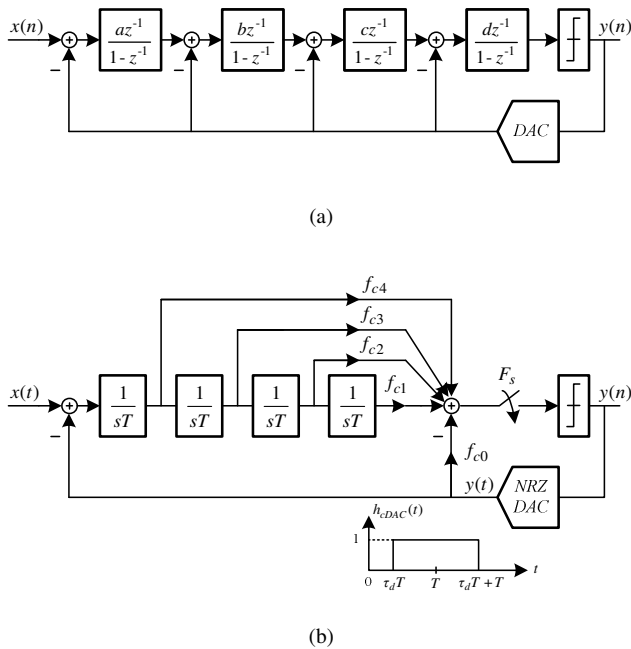 x(n) az⁻¹ / 1 - z⁻¹ bz⁻¹ / 1 - z⁻¹ cz⁻¹ / 1 - z⁻¹ dz⁻¹ / 1 - z⁻¹ y(n)
− − − −
DAC
(a)
f_c4
f_c3
f_c2
x(t) 1 / sT 1 / sT 1 / sT 1 / sT f_c1 F_s y(n)
− −
f_c0
y(t) NRZ
DAC
h_cDAC(t)
1
0 τ_dT T τ_dT + T t
(b)